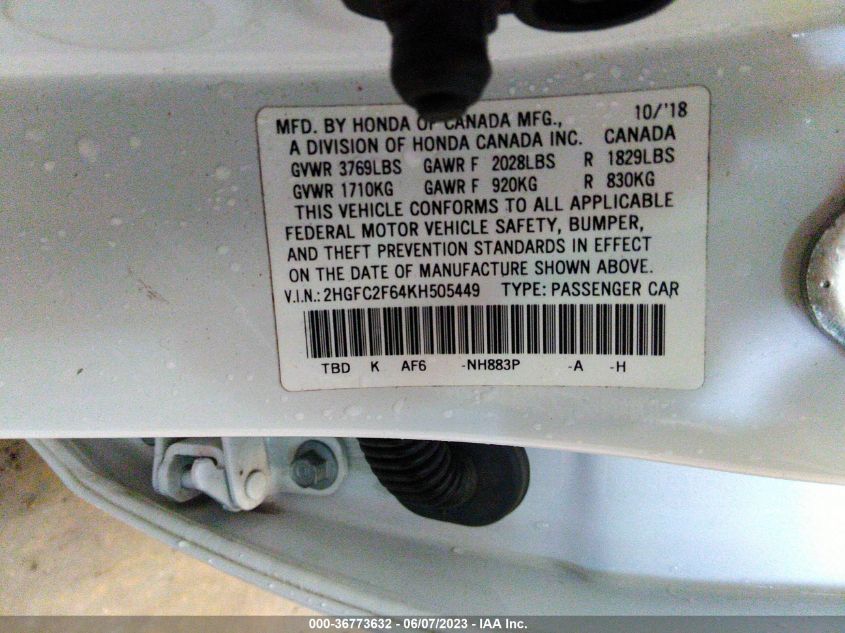 10/'18
MFD. BY HONDA OF CANADA MFG.,
A DIVISION OF HONDA CANADA INC. CANADA
GVWR 3769LBS GAWR F 2028LBS R 1829LBS
GVWR 1710KG GAWR F 920KG R 830KG
THIS VEHICLE CONFORMS TO ALL APPLICABLE
FEDERAL MOTOR VEHICLE SAFETY, BUMPER,
AND THEFT PREVENTION STANDARDS IN EFFECT
ON THE DATE OF MANUFACTURE SHOWN ABOVE.
V.I.N.: 2HGFC2F64KH505449 TYPE: PASSENGER CAR
TBD K AF6 -NH883P -A -H
000-36773632 - 06/07/2023 - IAA Inc.